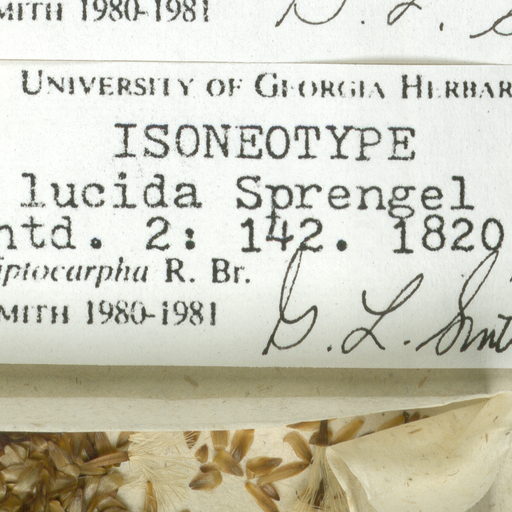 MITH 1980-1981 G. L. S
UNIVERSITY OF GEORGIA HERBAR
ISONEOTYPE
lucida Sprengel
ntd. 2: 142. 1820
iptocarpha R. Br.
MITH 1980-1981 G. L. Smit